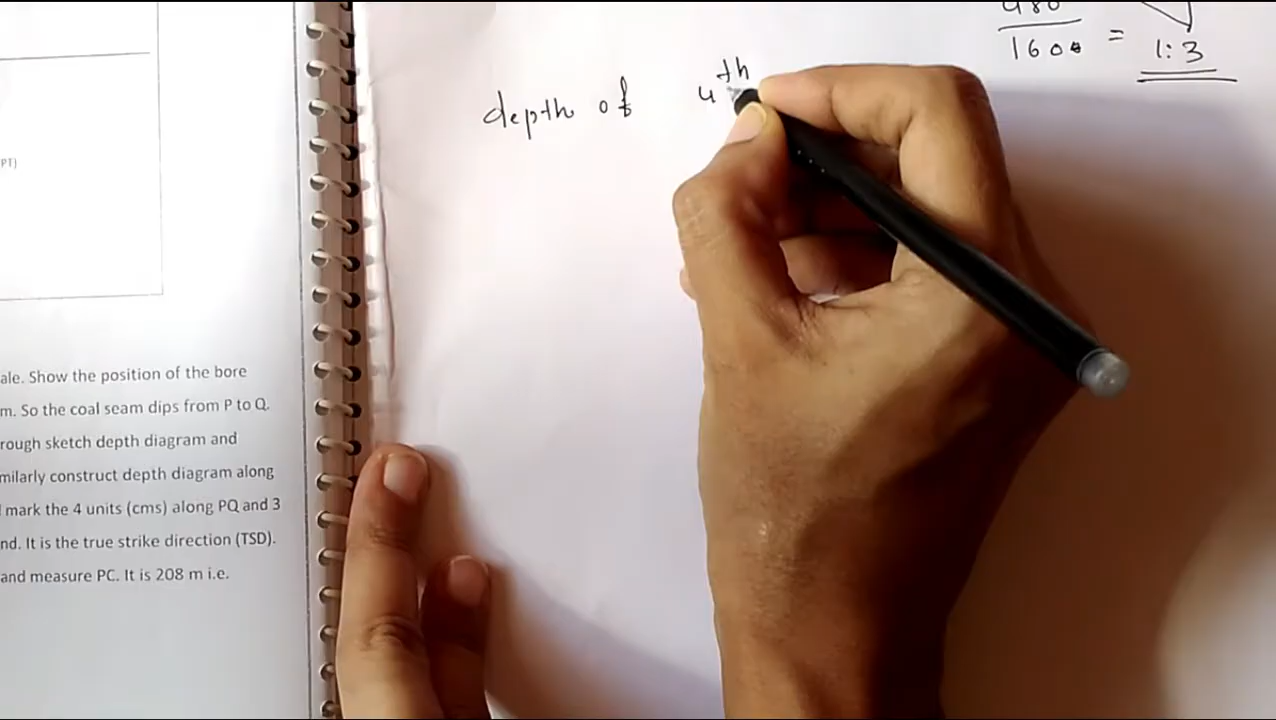 PT)
ale. Show the position of the bore
m. So the coal seam dips from P to Q.
rough sketch depth diagram and
milarly construct depth diagram along
mark the 4 units (cms) along PQ and 3
nd. It is the true strike direction (TSD).
and measure PC. It is 208 m i.e.
480
1600 = 1:3
depth of 4th